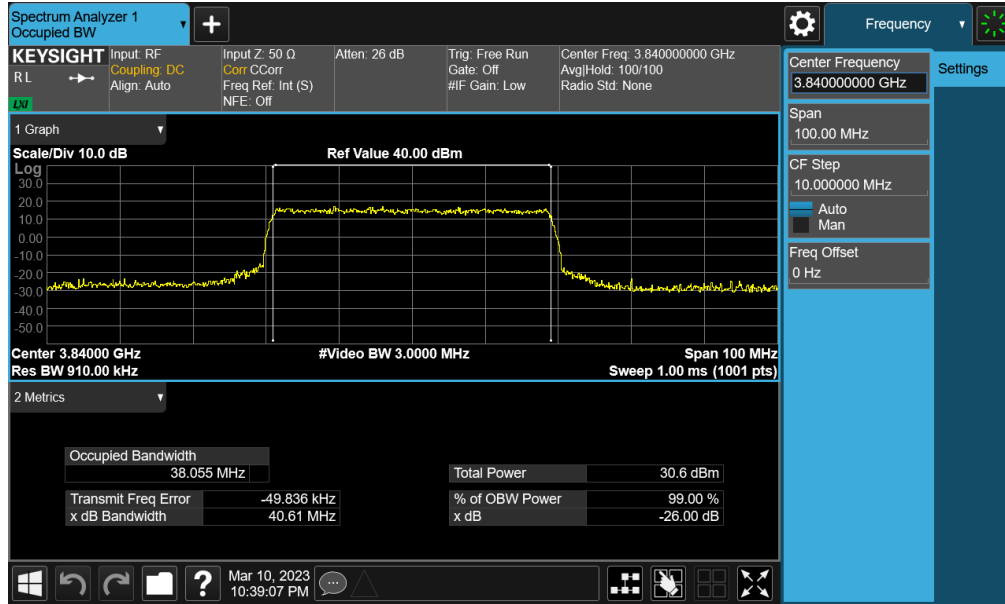 Spectrum Analyzer 1
Occupied BW
Frequency
KEYSIGHT
R L
LXI
Input: RF
Coupling: DC
Align: Auto
Input Z: 50 Ω
Corr CCorr
Freq Ref: Int (S)
NFE: Off
Atten: 26 dB
Trig: Free Run
Gate: Off
#IF Gain: Low
Center Freq: 3.840000000 GHz
Avg|Hold: 100/100
Radio Std: None
Center Frequency
3.840000000 GHz
Settings
Span
100.00 MHz
CF Step
10.000000 MHz
Auto
Man
Freq Offset
0 Hz
1 Graph
Scale/Div 10.0 dB
Ref Value 40.00 dBm
Log
30.0
20.0
10.0
0.00
-10.0
-20.0
-30.0
-40.0
-50.0
Center 3.84000 GHz
#Video BW 3.0000 MHz
Span 100 MHz
Res BW 910.00 kHz
Sweep 1.00 ms (1001 pts)
2 Metrics
Occupied Bandwidth
38.055 MHz
Total Power 30.6 dBm
Transmit Freq Error -49.836 kHz
% of OBW Power 99.00 %
x dB Bandwidth 40.61 MHz
x dB -26.00 dB
?
Mar 10, 2023
10:39:07 PM